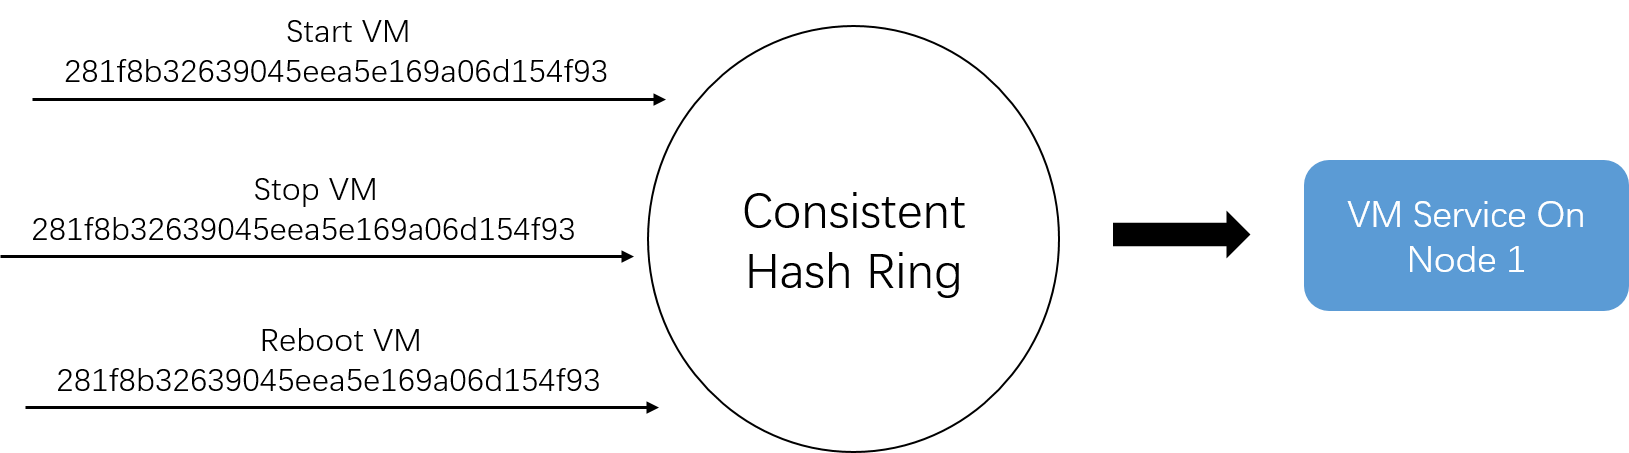 Start VM
281f8b32639045eea5e169a06d154f93
Stop VM
281f8b32639045eea5e169a06d154f93
Reboot VM
281f8b32639045eea5e169a06d154f93
Consistent
Hash Ring
VM Service On
Node 1